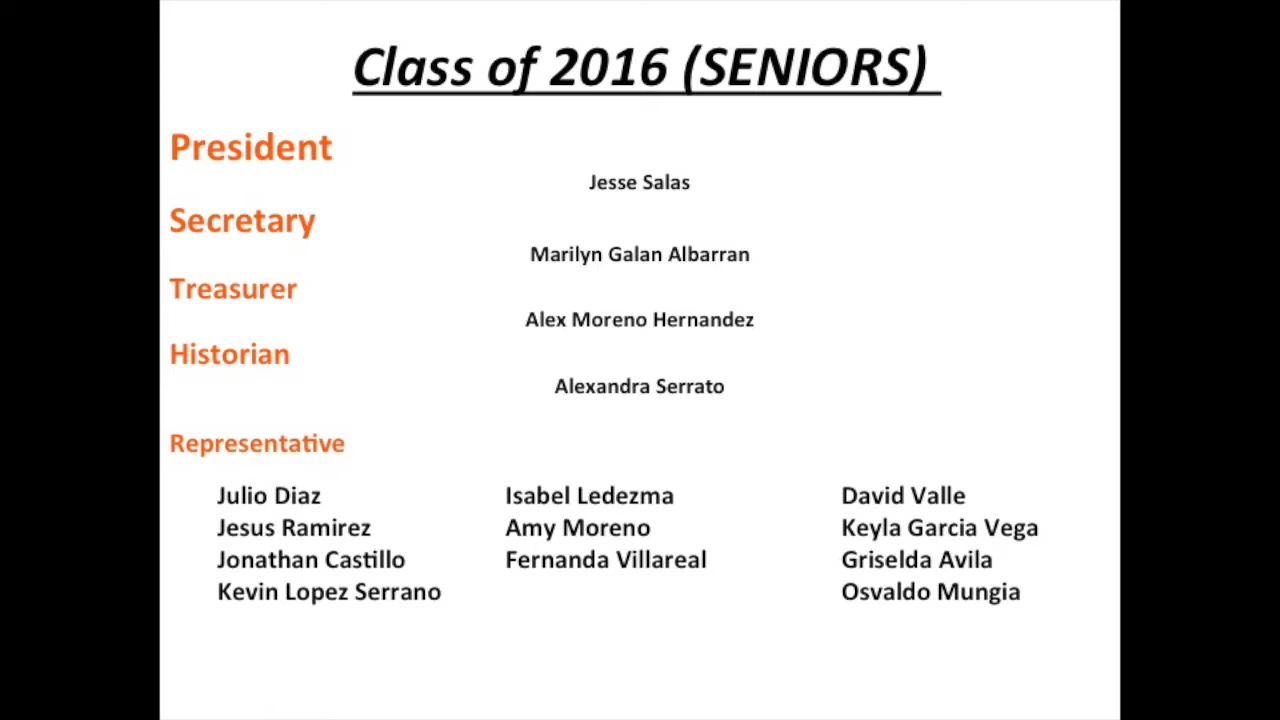 Class of 2016 (SENIORS)
President
Jesse Salas
Secretary
Marilyn Galan Albarran
Treasurer
Alex Moreno Hernandez
Historian
Alexandra Serrato
Representative
Julio Diaz
Jesus Ramirez
Jonathan Castillo
Kevin Lopez Serrano
Isabel Ledezma
Amy Moreno
Fernanda Villareal
David Valle
Keyla Garcia Vega
Griselda Avila
Osvaldo Mungia